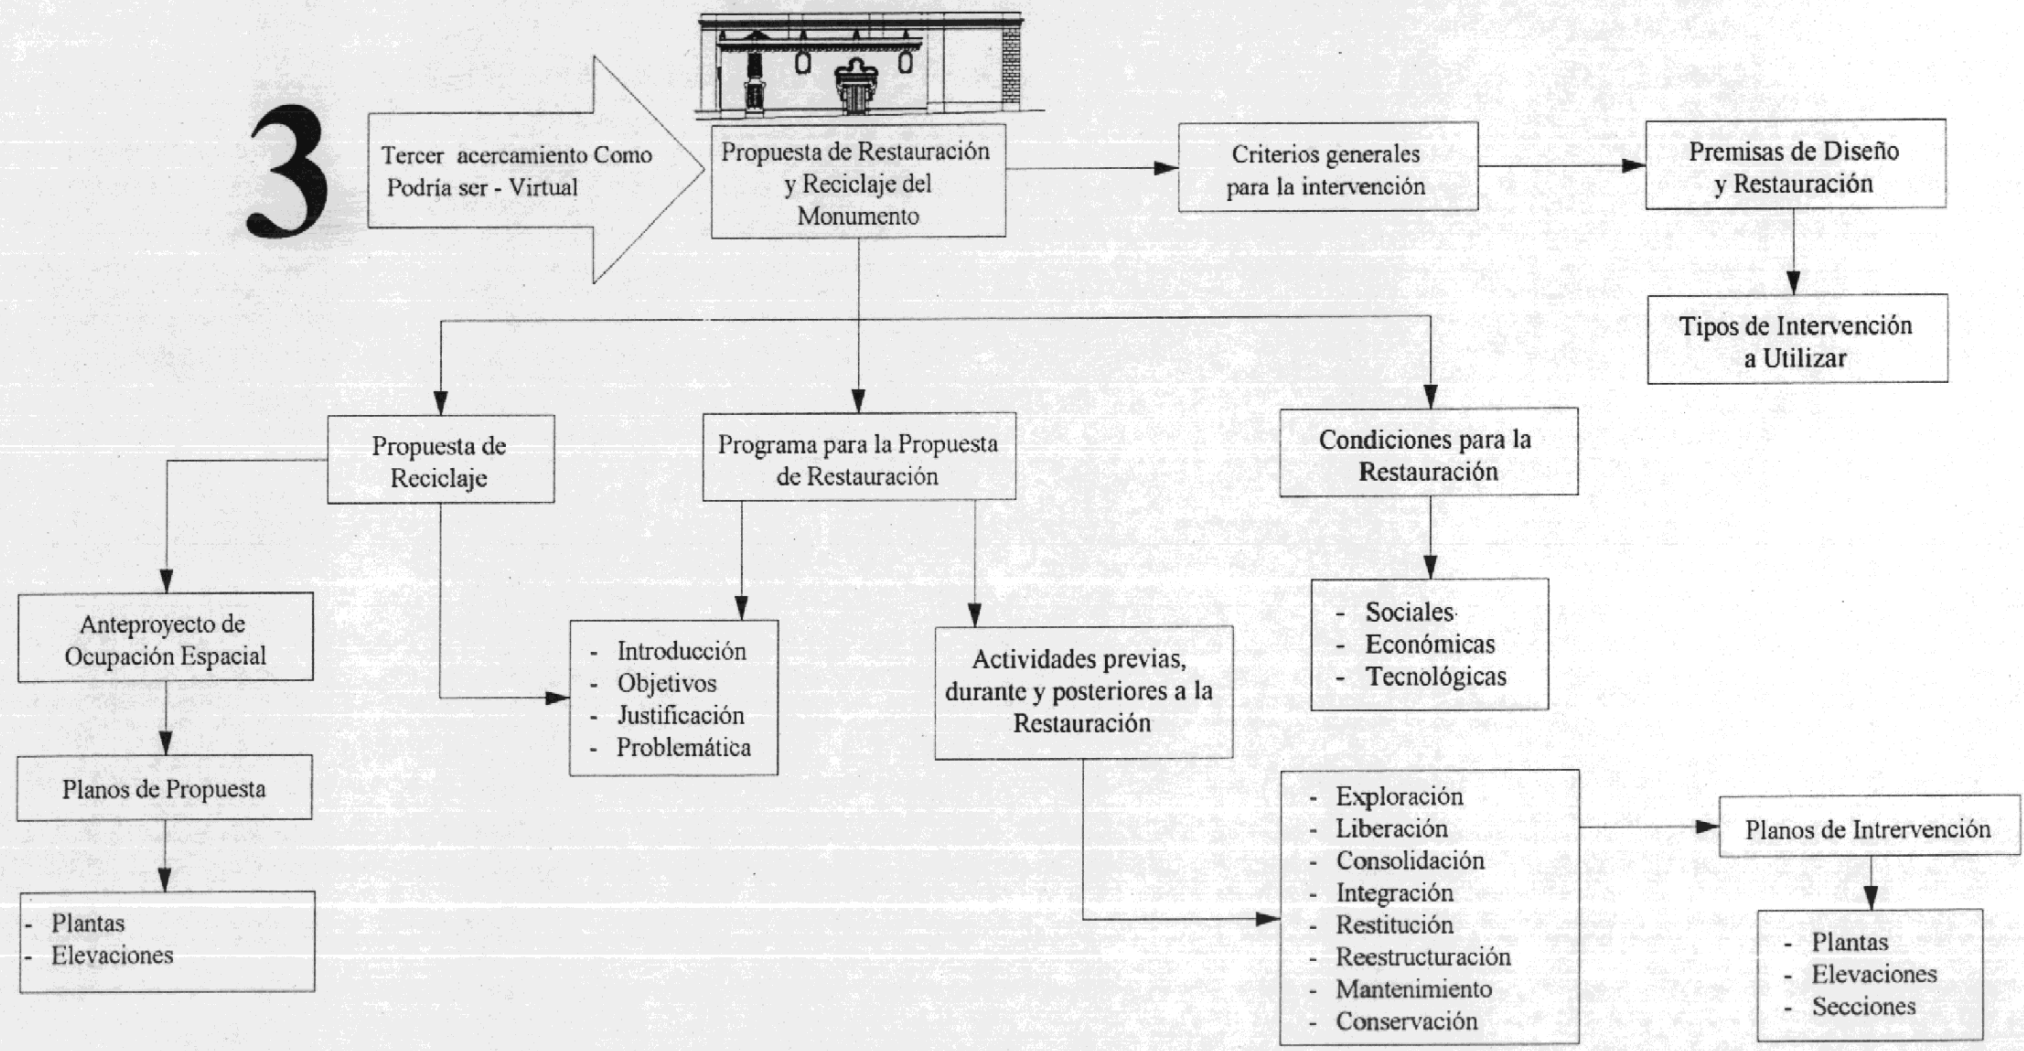 3
Tercer acercamiento Como
Podría ser - Virtual
Propuesta de Restauración
y Reciclaje del
Monumento
Criterios generales
para la intervención
Premisas de Diseño
y Restauración
Tipos de Intervención
a Utilizar
Propuesta de
Reciclaje
Programa para la Propuesta
de Restauración
Condiciones para la
Restauración
Anteproyecto de
Ocupación Espacial
- Introducción
- Objetivos
- Justificación
- Problemática
Actividades previas,
durante y posteriores a la
Restauración
- Sociales
- Económicas
- Tecnológicas
Planos de Propuesta
- Plantas
- Elevaciones
- Exploración
- Liberación
- Consolidación
- Integración
- Restitución
- Reestructuración
- Mantenimiento
- Conservación
Planos de Intrervención
- Plantas
- Elevaciones
- Secciones